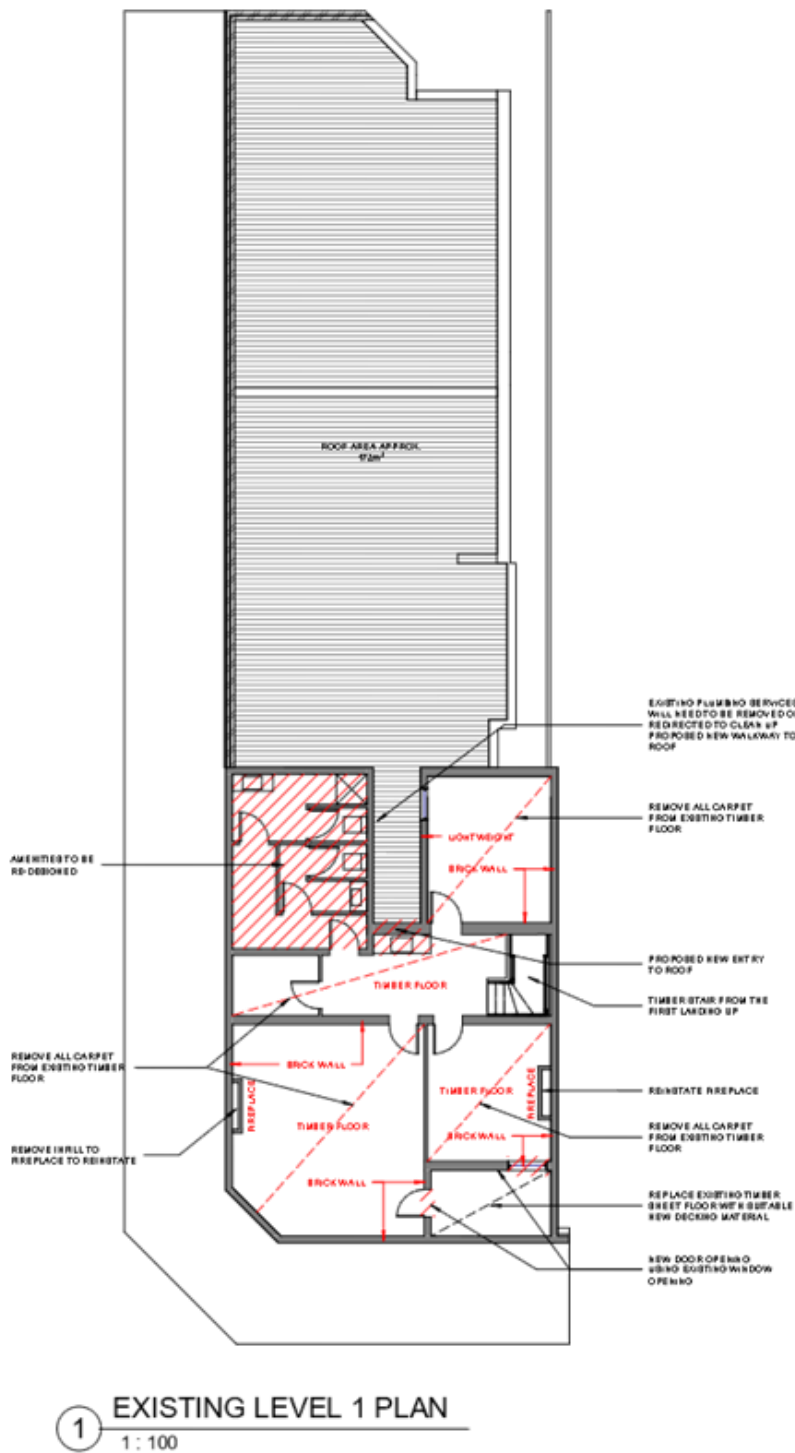 ROOF AREA APPROX.
172m²
EXISTING PLUMBING SERVICES
WILL NEED TO BE REMOVED OR
REDIRECTED TO CLEAN UP
PROPOSED NEW WALKWAY TO
ROOF
REMOVE ALL CARPET
FROM EXISTING TIMBER
FLOOR
LIGHTWEIGHT
BRICK WALL
AMENITIES TO BE
RE-DESIGNED
PROPOSED NEW ENTRY
TO ROOF
TIMBER FLOOR
TIMBER STAIR FROM THE
FIRST LANDING UP
REMOVE ALL CARPET
FROM EXISTING TIMBER
FLOOR
BRICK WALL
FIREPLACE
TIMBER FLOOR
TIMBER FLOOR
FIREPLACE
REINSTATE FIREPLACE
REMOVE ALL CARPET
FROM EXISTING TIMBER
FLOOR
BRICK WALL
REMOVE INFILL TO
FIREPLACE TO REINSTATE
BRICK WALL
REPLACE EXISTING TIMBER
SHEET FLOOR WITH SUITABLE
NEW DECKING MATERIAL
NEW DOOR OPENING
USING EXISTING WINDOW
OPENING
1
EXISTING LEVEL 1 PLAN
1 : 100